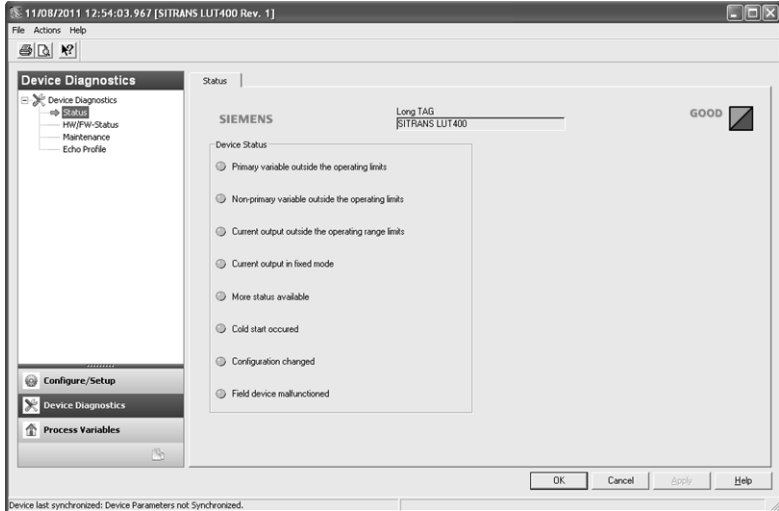 11/08/2011 12:54:03.967 [SITRANS LUT400 Rev. 1]
File Actions Help
Device Diagnostics
Device Diagnostics
Status
HW/FW-Status
Maintenance
Echo Profile
Configure/Setup
Device Diagnostics
Process Variables
Status
SIEMENS
Long TAG
SITRANS LUT400
GOOD
Device Status
Primary variable outside the operating limits
Non-primary variable outside the operating limits
Current output outside the operating range limits
Current output in fixed mode
More status available
Cold start occured
Configuration changed
Field device malfunctioned
OK Cancel Apply Help
Device last synchronized: Device Parameters not Synchronized.